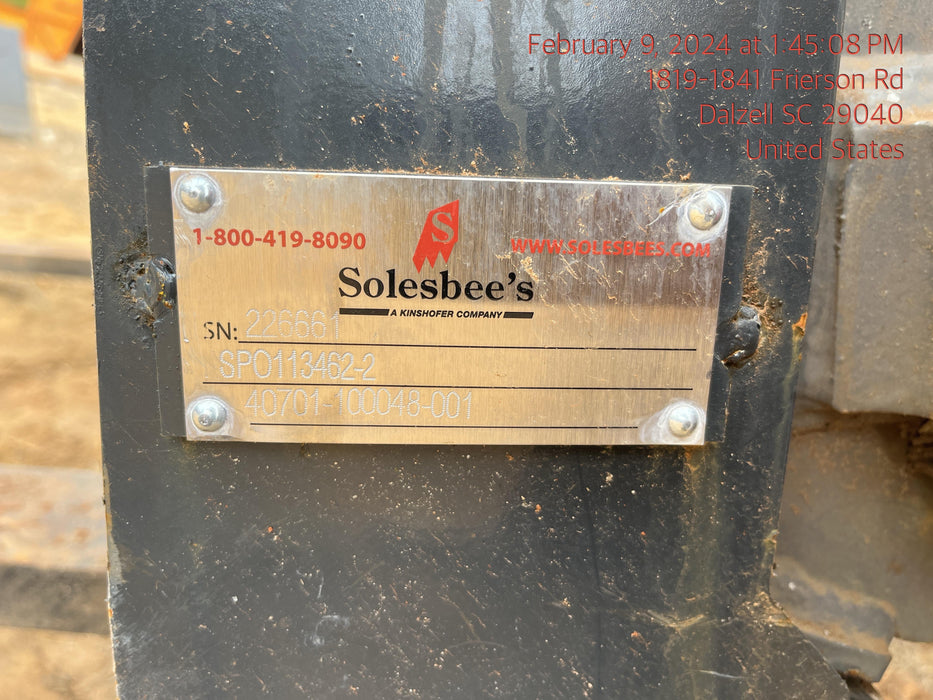 February 9, 2024 at 1:45:08 PM
1819-1841 Frierson Rd
Dalzell SC 29040
United States
1-800-419-8090
S
WWW.SOLESBEES.COM
Solesbee's
A KINSHOFER COMPANY
SN: 226661
SPO113462-2
40701-100048-001